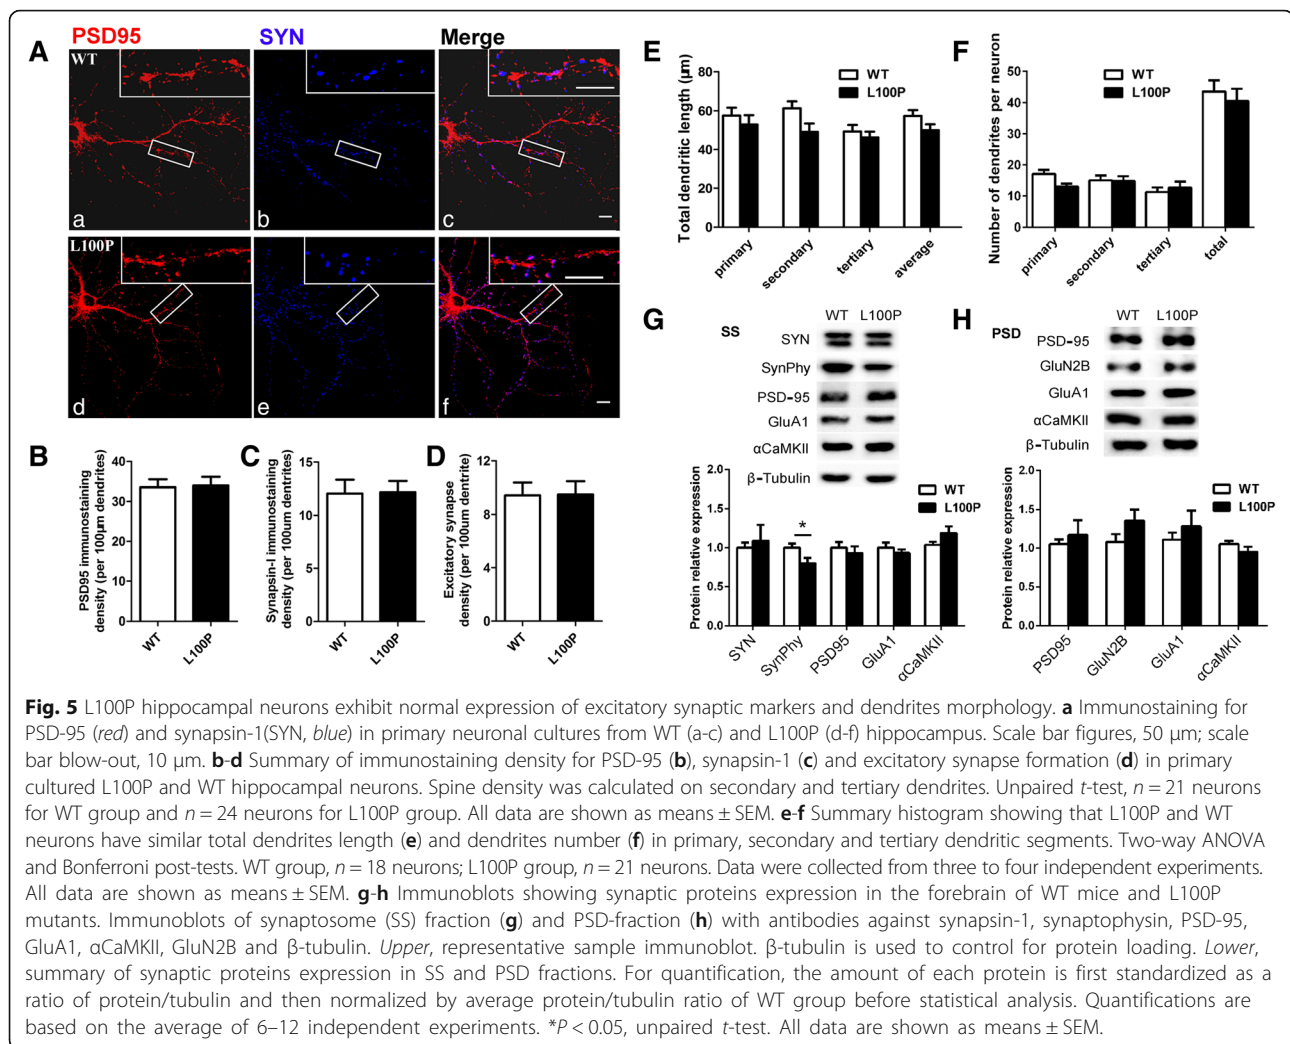 PSD95 SYN Merge
A
WT
a b c
L100P
d e f
B
PSD95 immunostaining
density (per 100µm dendrites)
40
30
20
10
0
WT L100P
C
Synapsin-I immunostaining
density (per 100um dentrites)
15
10
5
0
WT L100P
D
Excitatory synapse
density (per 100um dentrite)
12
9
6
3
0
WT L100P
E
WT
L100P
Total dendritic length (µm)
80
60
40
20
0
primary secondary tertiary average
F
WT
L100P
Number of dendrites per neuron
50
40
30
20
10
0
primary secondary tertiary total
G
SS
WT L100P
SYN
SynPhy
PSD-95
GluA1
αCaMKII
β-Tubulin
WT
L100P
Protein relative expression
2.0
1.5
1.0
0.5
0.0
*
SYN SynPhy PSD95 GluA1 αCaMKII
H
PSD
WT L100P
PSD-95
GluN2B
GluA1
αCaMKII
β-Tubulin
WT
L100P
Protein relative expression
2.0
1.5
1.0
0.5
0.0
PSD95 GluN2B GluA1 αCaMKII
Fig. 5 L100P hippocampal neurons exhibit normal expression of excitatory synaptic markers and dendrites morphology. a Immunostaining for
PSD-95 (red) and synapsin-1(SYN, blue) in primary neuronal cultures from WT (a-c) and L100P (d-f) hippocampus. Scale bar figures, 50 µm; scale
bar blow-out, 10 µm. b-d Summary of immunostaining density for PSD-95 (b), synapsin-1 (c) and excitatory synapse formation (d) in primary
cultured L100P and WT hippocampal neurons. Spine density was calculated on secondary and tertiary dendrites. Unpaired t-test, n = 21 neurons
for WT group and n = 24 neurons for L100P group. All data are shown as means ± SEM. e-f Summary histogram showing that L100P and WT
neurons have similar total dendrites length (e) and dendrites number (f) in primary, secondary and tertiary dendritic segments. Two-way ANOVA
and Bonferroni post-tests. WT group, n = 18 neurons; L100P group, n = 21 neurons. Data were collected from three to four independent experiments.
All data are shown as means ± SEM. g-h Immunoblots showing synaptic proteins expression in the forebrain of WT mice and L100P
mutants. Immunoblots of synaptosome (SS) fraction (g) and PSD-fraction (h) with antibodies against synapsin-1, synaptophysin, PSD-95,
GluA1, αCaMKII, GluN2B and β-tubulin. Upper, representative sample immunoblot. β-tubulin is used to control for protein loading. Lower,
summary of synaptic proteins expression in SS and PSD fractions. For quantification, the amount of each protein is first standardized as a
ratio of protein/tubulin and then normalized by average protein/tubulin ratio of WT group before statistical analysis. Quantifications are
based on the average of 6–12 independent experiments. *P < 0.05, unpaired t-test. All data are shown as means ± SEM.